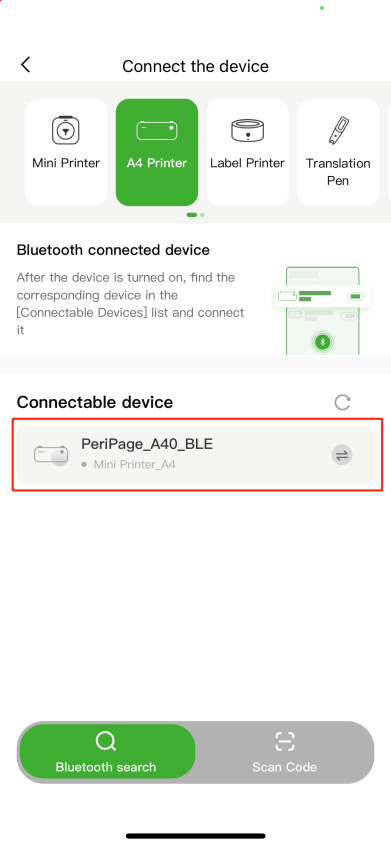 Connect the device
Mini Printer
A4 Printer
Label Printer
Translation
Pen
Bluetooth connected device
After the device is turned on, find the
corresponding device in the
[Connectable Devices] list and connect
it
Connectable device
PeriPage_A40_BLE
Mini Printer_A4
Bluetooth search
Scan Code